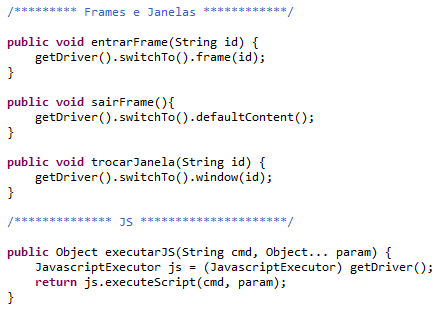 /********* Frames e Janelas ************/
public void entrarFrame(String id) {
getDriver().switchTo().frame(id);
}
public void sairFrame(){
getDriver().switchTo().defaultContent();
}
public void trocarJanela(String id) {
getDriver().switchTo().window(id);
}
/************** JS *********************/
public Object executarJS(String cmd, Object... param) {
JavascriptExecutor js = (JavascriptExecutor) getDriver();
return js.executeScript(cmd, param);
}